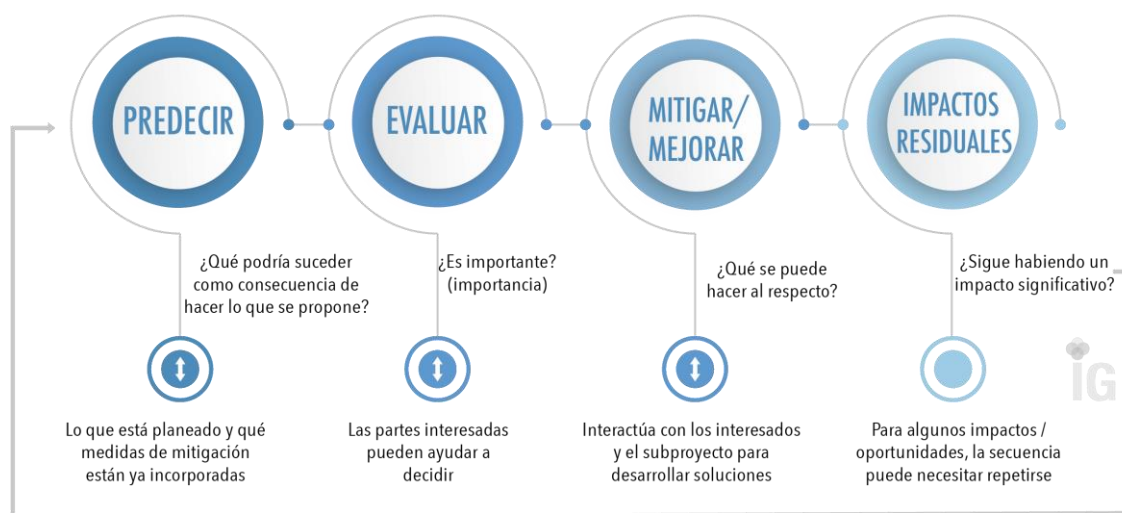 PREDECIR
¿Qué podría suceder
como consecuencia de
hacer lo que se propone?
Lo que está planeado y qué
medidas de mitigación
están ya incorporadas
EVALUAR
¿Es importante?
(importancia)
Las partes interesadas
pueden ayudar a
decidir
MITIGAR/
MEJORAR
¿Qué se puede
hacer al respecto?
Interactúa con los interesados
y el subproyecto para
desarrollar soluciones
IMPACTOS
RESIDUALES
¿Sigue habiendo un
impacto significativo?
Para algunos impactos /
oportunidades, la secuencia
puede necesitar repetirse
iG